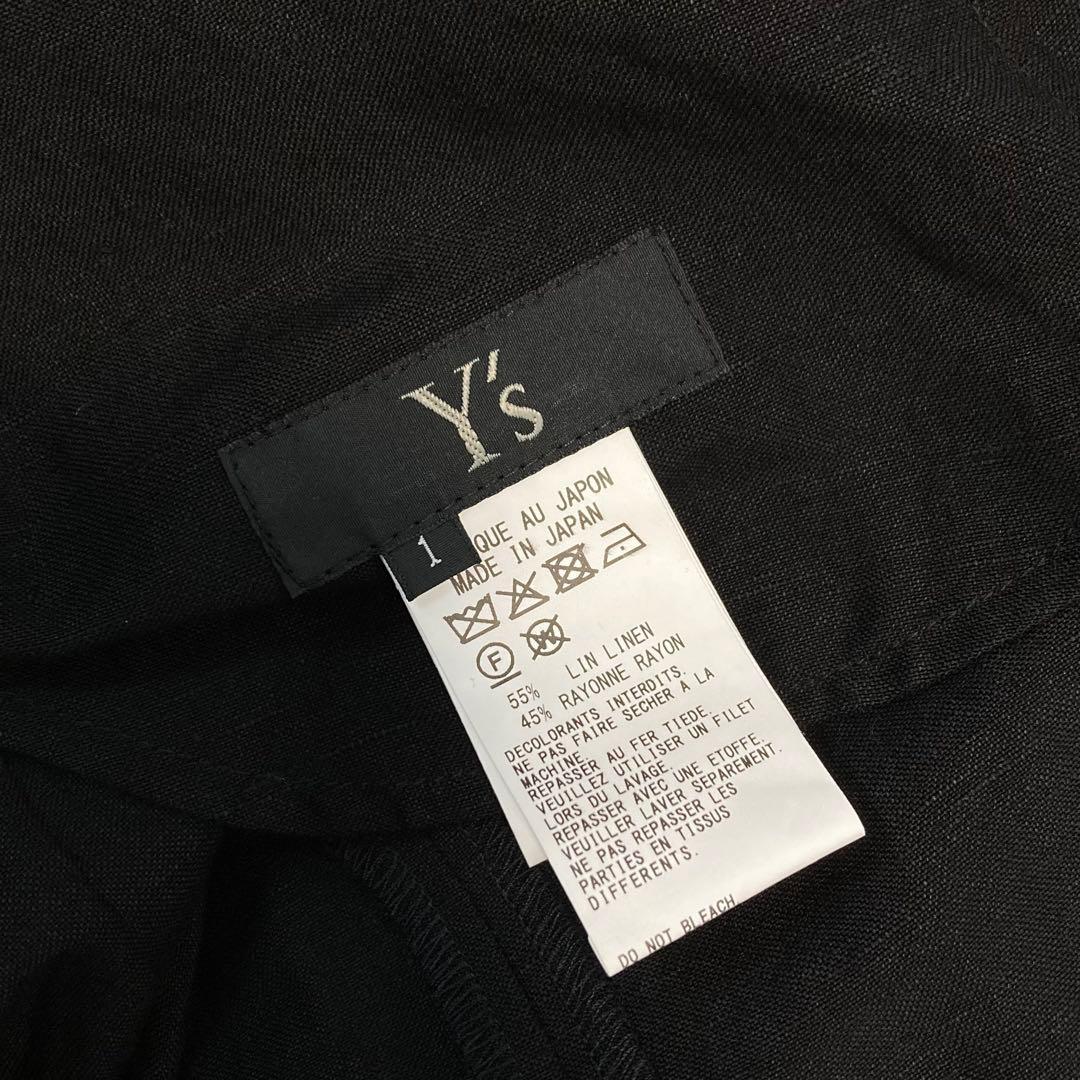 Y's
1
QUE AU JAPON
MADE IN JAPAN
F
W
55% LIN LINEN
45% RAYONNE RAYON
DECOLORANTS INTERDITS.
NE PAS FAIRE SECHER A LA
MACHINE.
REPASSER AU FER TIEDE.
VEUILLEZ UTILISER UN FILET
LORS DU LAVAGE.
REPASSER AVEC UNE ETOFFE.
VEUILLER LAVER SEPAREMENT.
NE PAS REPASSER LES
PARTIES EN TISSUS
DIFFERENTS.
DO NOT BLEACH